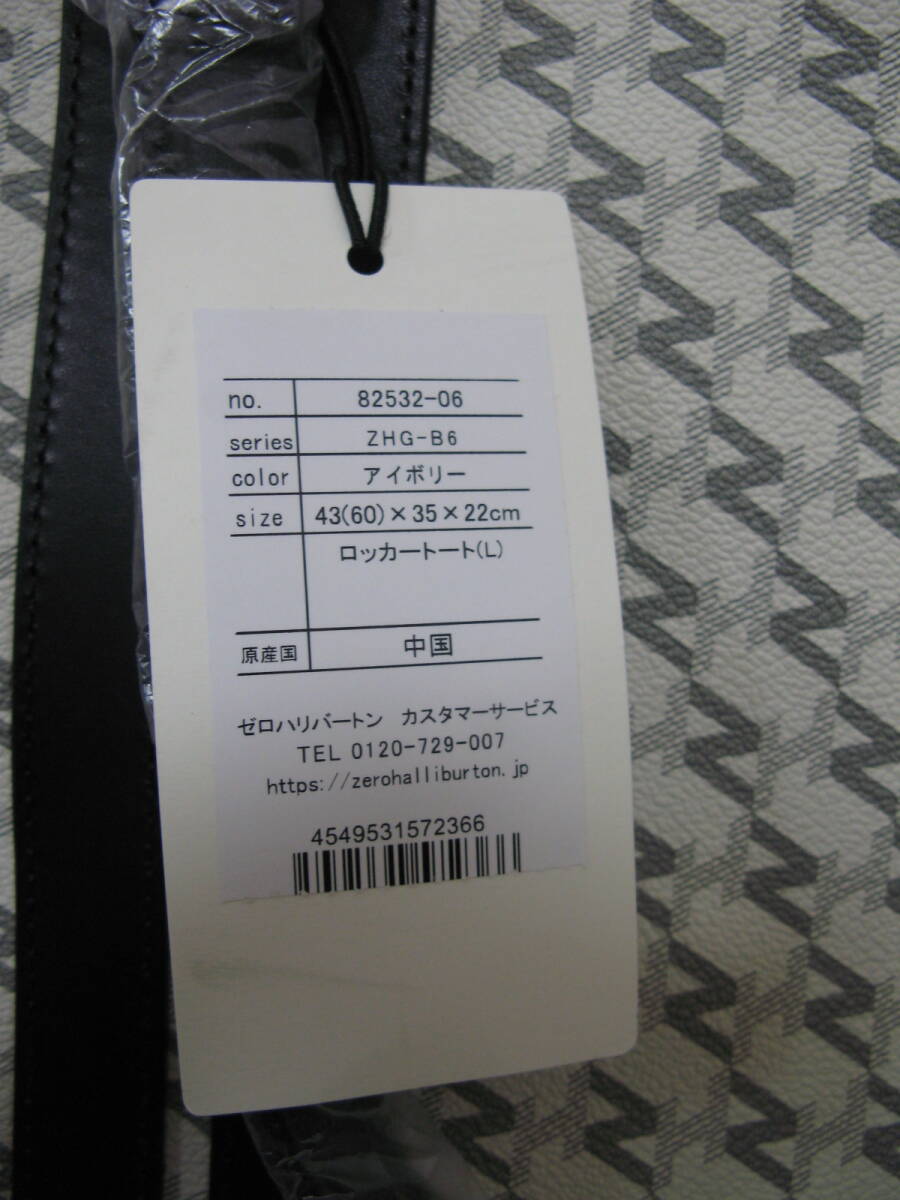 no. 82532-06
series ZHG-B6
color アイボリー
size 43(60)×35×22cm
ロッカートート(L)
原産国 中国
ゼロハリバートン カスタマーサービス
TEL 0120-729-007
https://zerohalliburton.jp
4549531572366